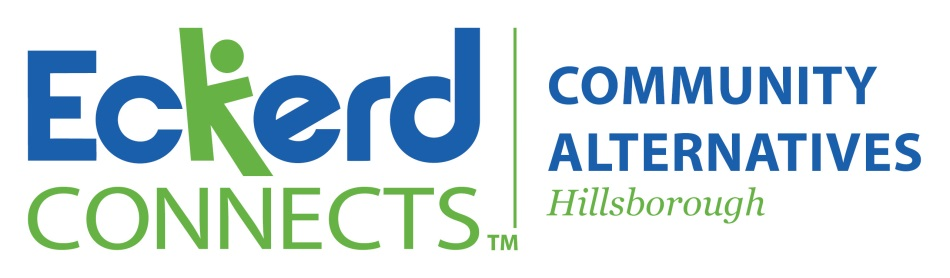 Eckerd
CONNECTS™
COMMUNITY
ALTERNATIVES
Hillsborough